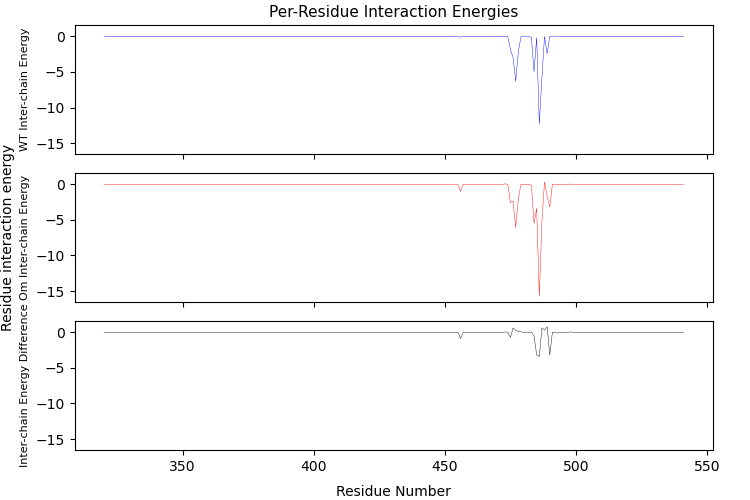 Per-Residue Interaction Energies
WT Inter-chain Energy
0
−5
−10
−15
Residue interaction energy
Om Inter-chain Energy
0
−5
−10
−15
Inter-chain Energy Difference
0
−5
−10
−15
350
400
450
500
550
Residue Number